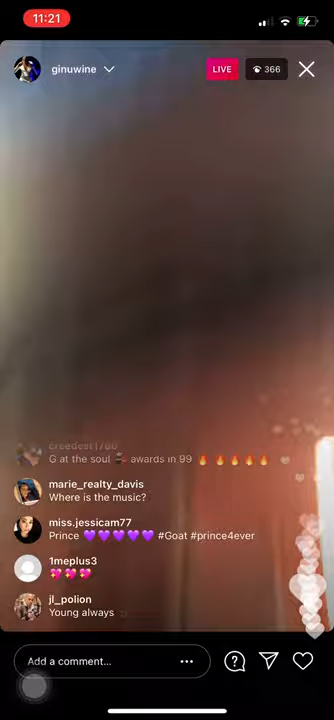 11:21
ginuwine
LIVE
366
creedest1780
G at the soul awards in 99
marie_realty_davis
Where is the music?
miss.jessicam77
Prince 💜💜💜💜💜 #Goat #prince4ever
1meplus3
💖💖💖
jl_polion
Young always
Add a comment...